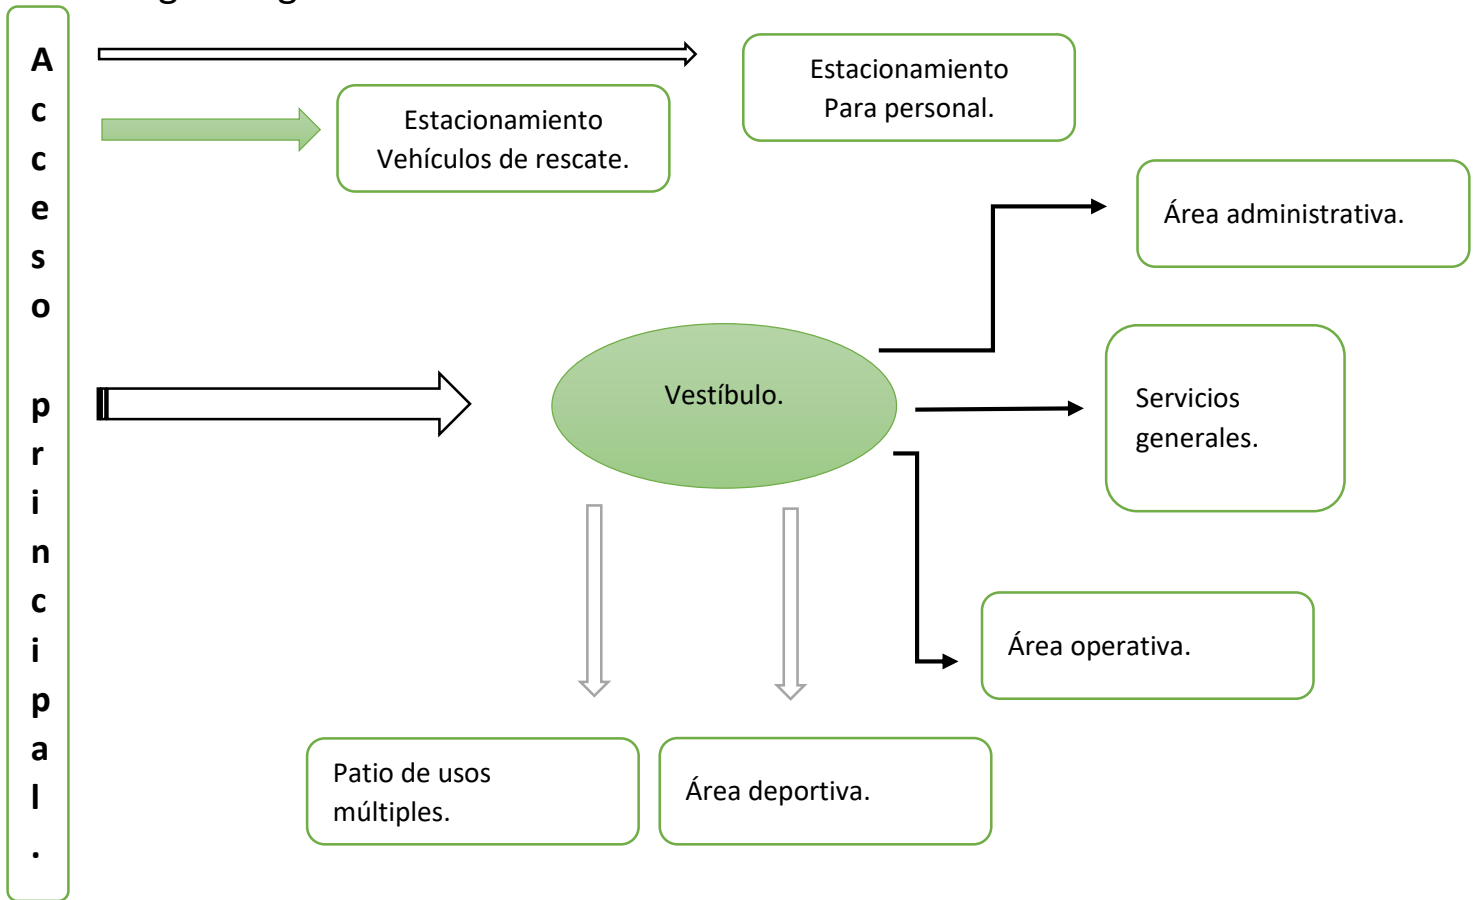 Acceso principal.
Estacionamiento
Para personal.
Estacionamiento
Vehículos de rescate.
Área administrativa.
Vestíbulo.
Servicios
generales.
Área operativa.
Patio de usos
múltiples.
Área deportiva.